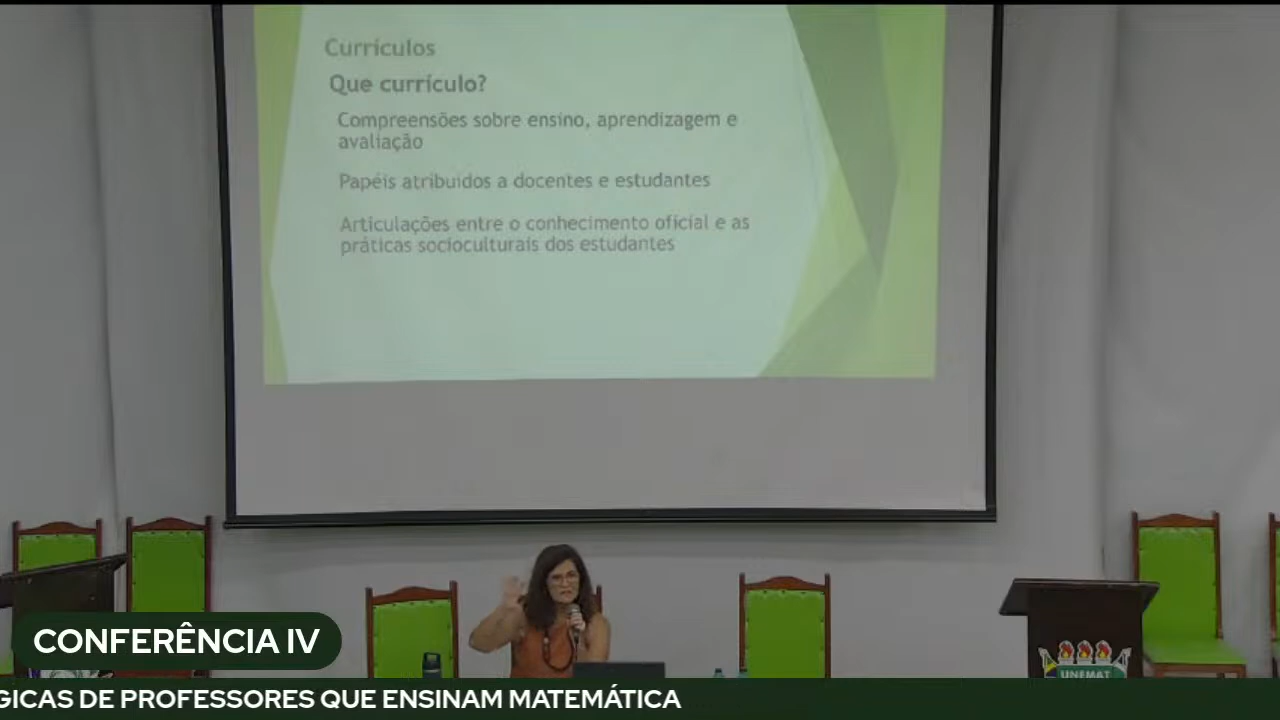 Currículos
Que currículo?
Compreensões sobre ensino, aprendizagem e
avaliação
Papéis atribuídos a docentes e estudantes
Articulações entre o conhecimento oficial e as
práticas socioculturais dos estudantes
CONFERÊNCIA IV
UNEMAT
GICAS DE PROFESSORES QUE ENSINAM MATEMÁTICA